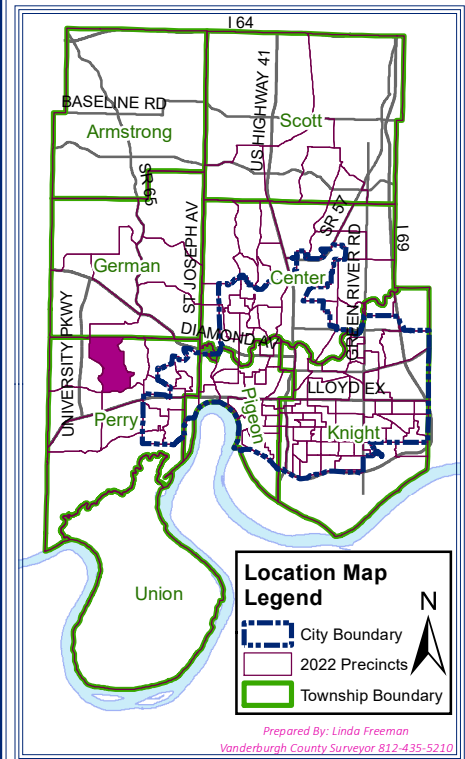 I 64
US HIGHWAY 41
BASELINE RD
Scott
Armstrong
SR 65
ST JOSEPH AV
SR 57
GREEN RIVER RD
I 69
German
Center
UNIVERSITY PKWY
DIAMOND AV
LLOYD EX
Perry
Pigeon
Knight
Union
Location Map
Legend
N
City Boundary
2022 Precincts
Township Boundary
Prepared By: Linda Freeman
Vanderburgh County Surveyor 812-435-5210